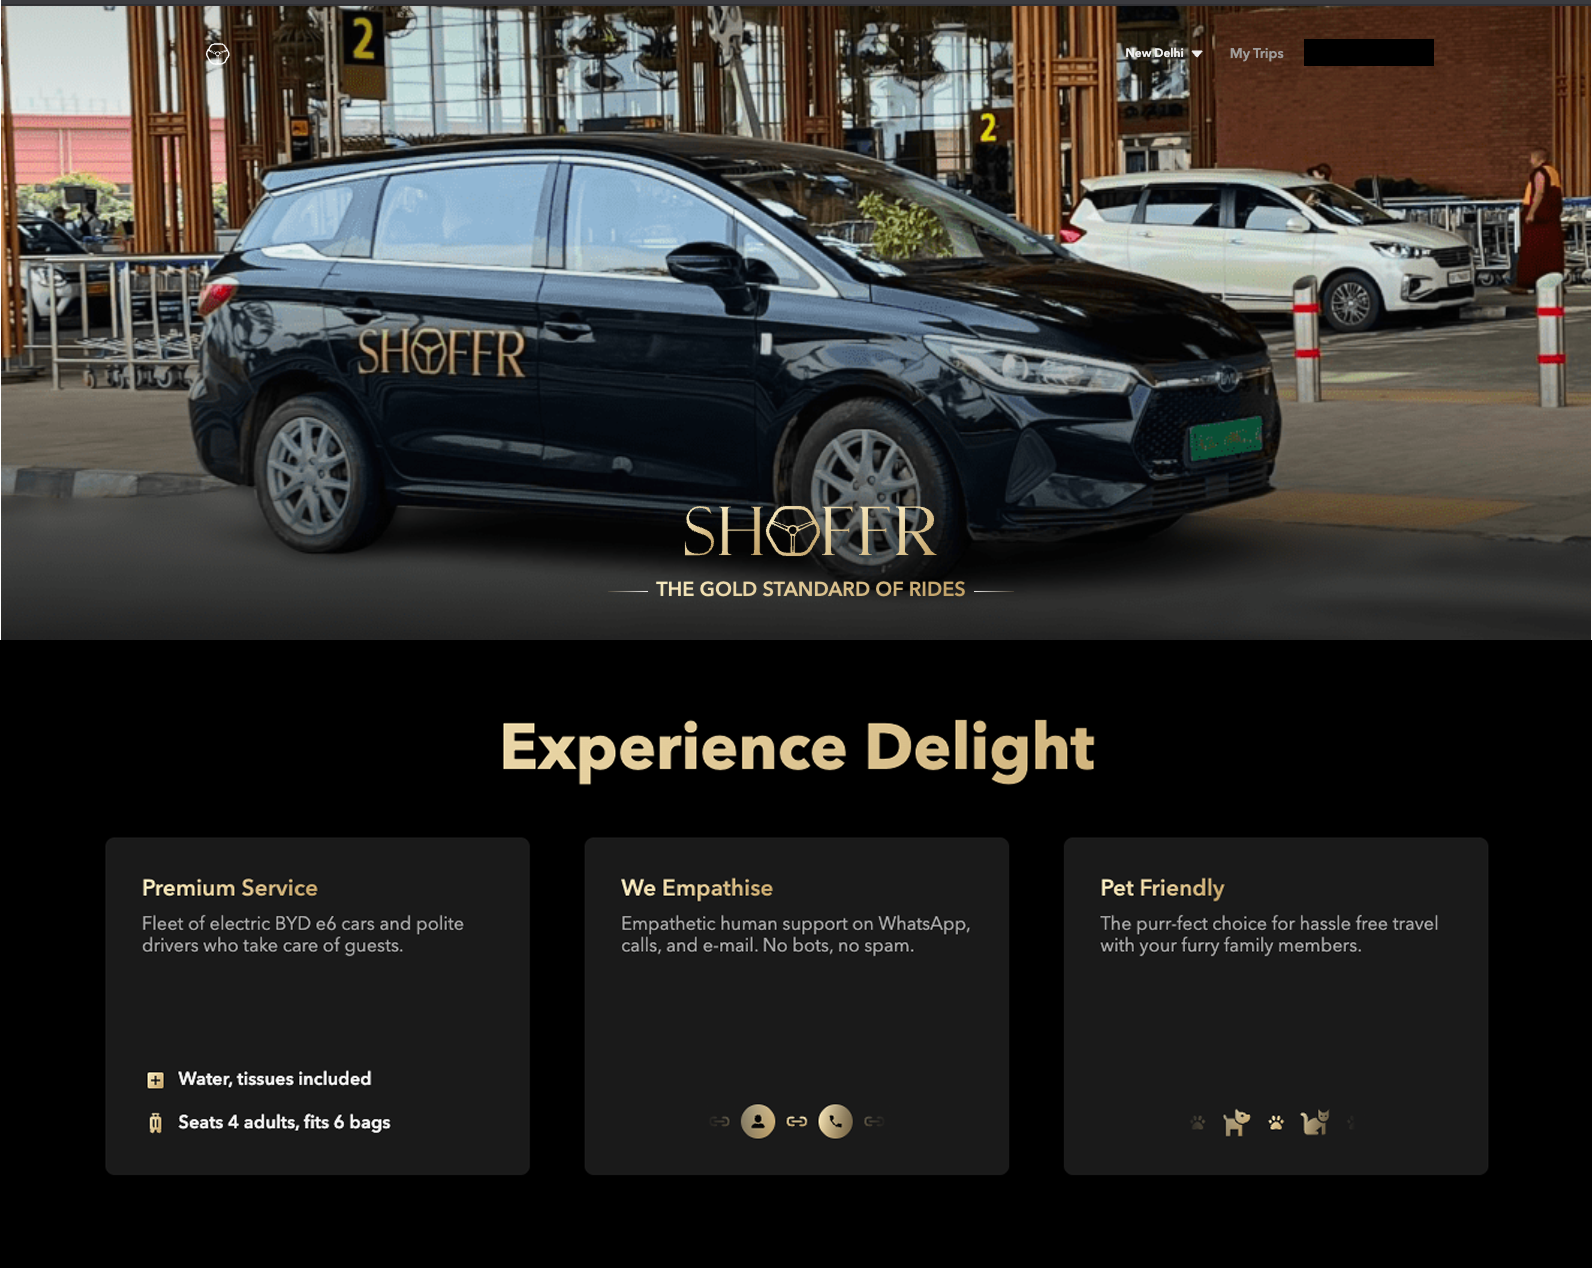 2
New Delhi
My Trips
2
SHOFFR
SHOFFR
THE GOLD STANDARD OF RIDES
Experience Delight
Premium Service
Fleet of electric BYD e6 cars and polite
drivers who take care of guests.
Water, tissues included
Seats 4 adults, fits 6 bags
We Empathise
Empathetic human support on WhatsApp,
calls, and e-mail. No bots, no spam.
Pet Friendly
The purr-fect choice for hassle free travel
with your furry family members.